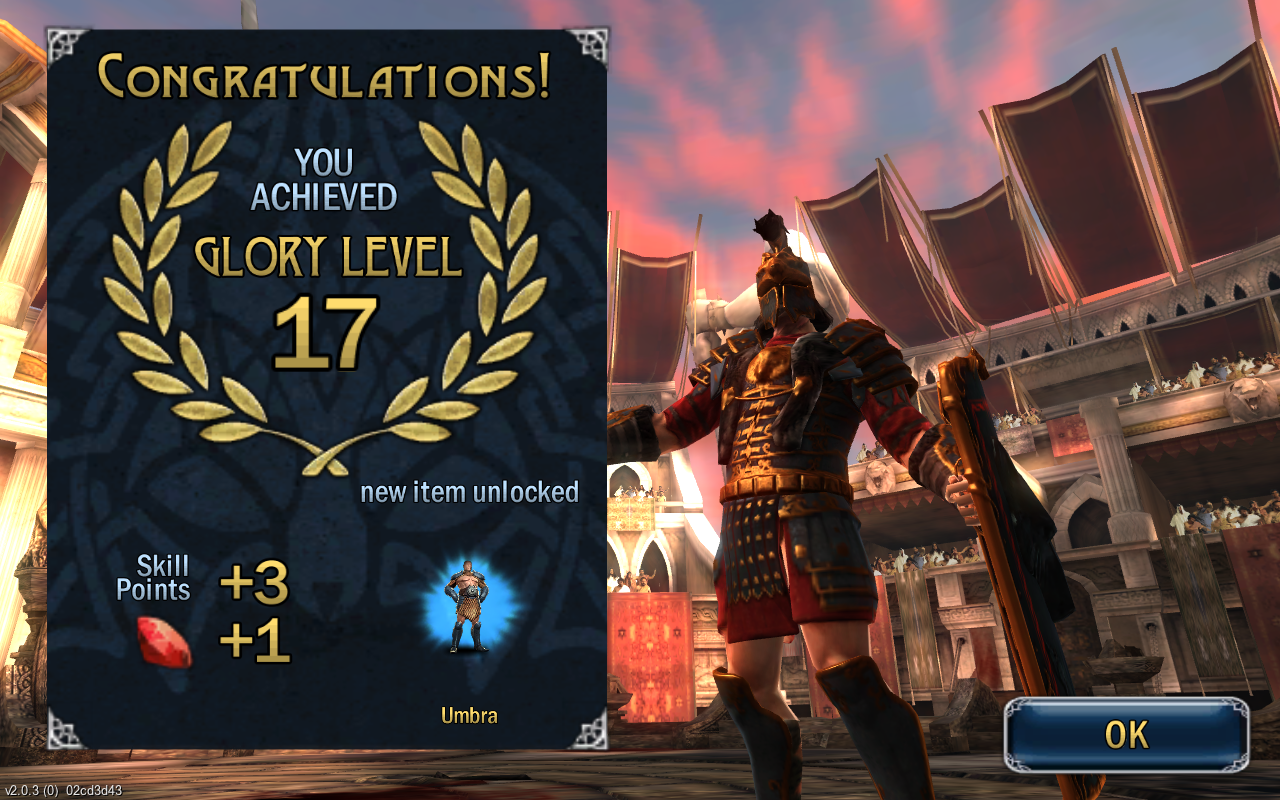 Congratulations!
YOU
ACHIEVED
GLORY LEVEL
17
new item unlocked
Skill
Points
+3
+1
Umbra
OK
v2.0.3 (0) 02cd3d43